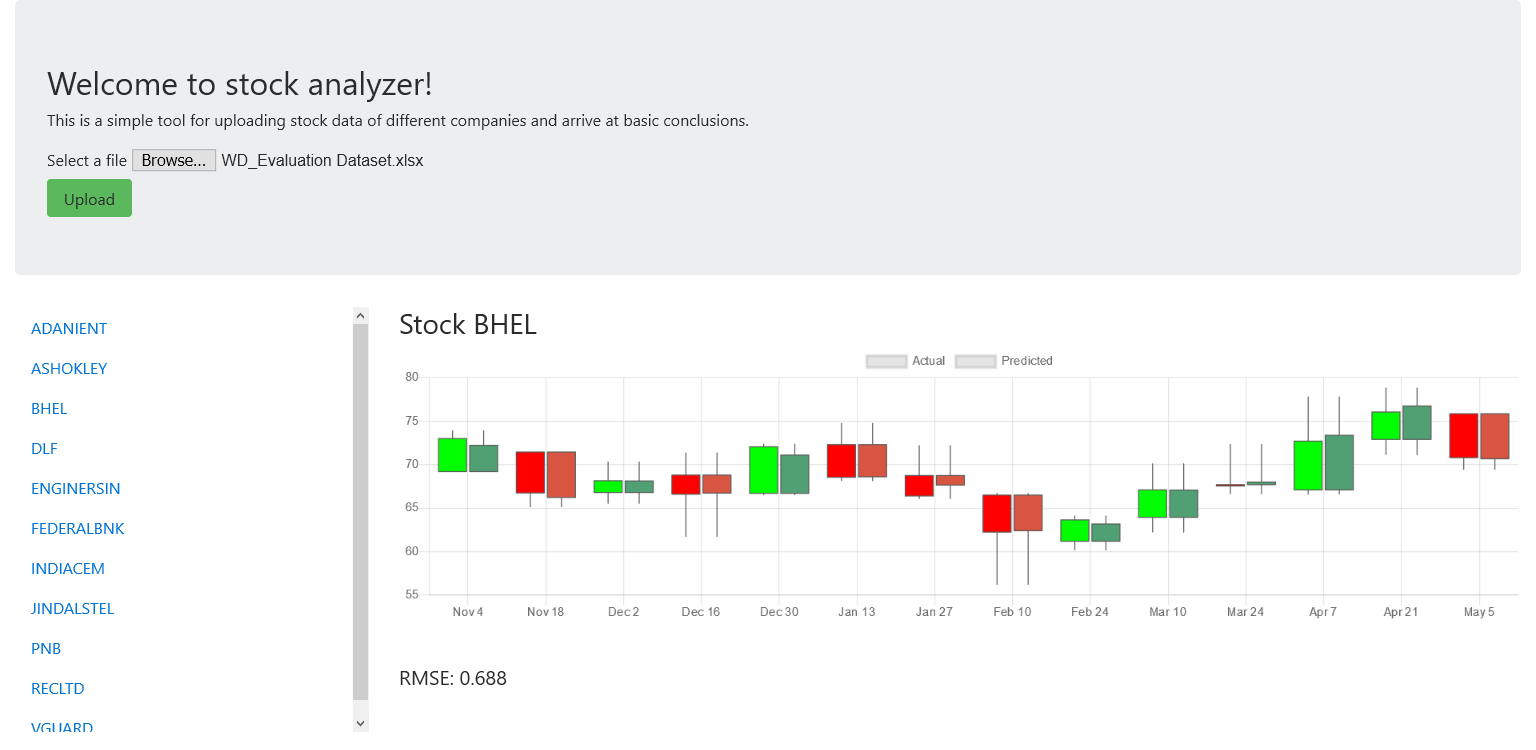 Welcome to stock analyzer!
This is a simple tool for uploading stock data of different companies and arrive at basic conclusions.
Select a file Browse... WD_Evaluation Dataset.xlsx
Upload
ADANIENT
ASHOKLEY
BHEL
DLF
ENGINERSIN
FEDERALBNK
INDIACEM
JINDALSTEL
PNB
RECLTD
VGUARD
Stock BHEL
Actual Predicted
80
75
70
65
60
55
Nov 4 Nov 18 Dec 2 Dec 16 Dec 30 Jan 13 Jan 27 Feb 10 Feb 24 Mar 10 Mar 24 Apr 7 Apr 21 May 5
RMSE: 0.688